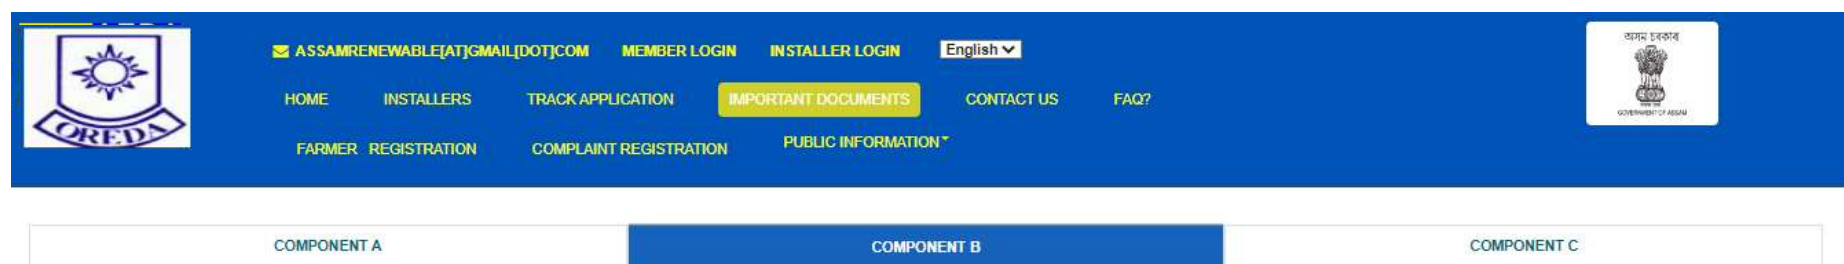 OREDA
ASSAMRENEWABLE[AT]GMAIL[DOT]COM MEMBER LOGIN INSTALLER LOGIN English
HOME INSTALLERS TRACK APPLICATION IMPORTANT DOCUMENTS CONTACT US FAQ?
FARMER REGISTRATION COMPLAINT REGISTRATION PUBLIC INFORMATION
অসম চৰকাৰ
GOVERNMENT OF ASSAM
COMPONENT A COMPONENT B COMPONENT C